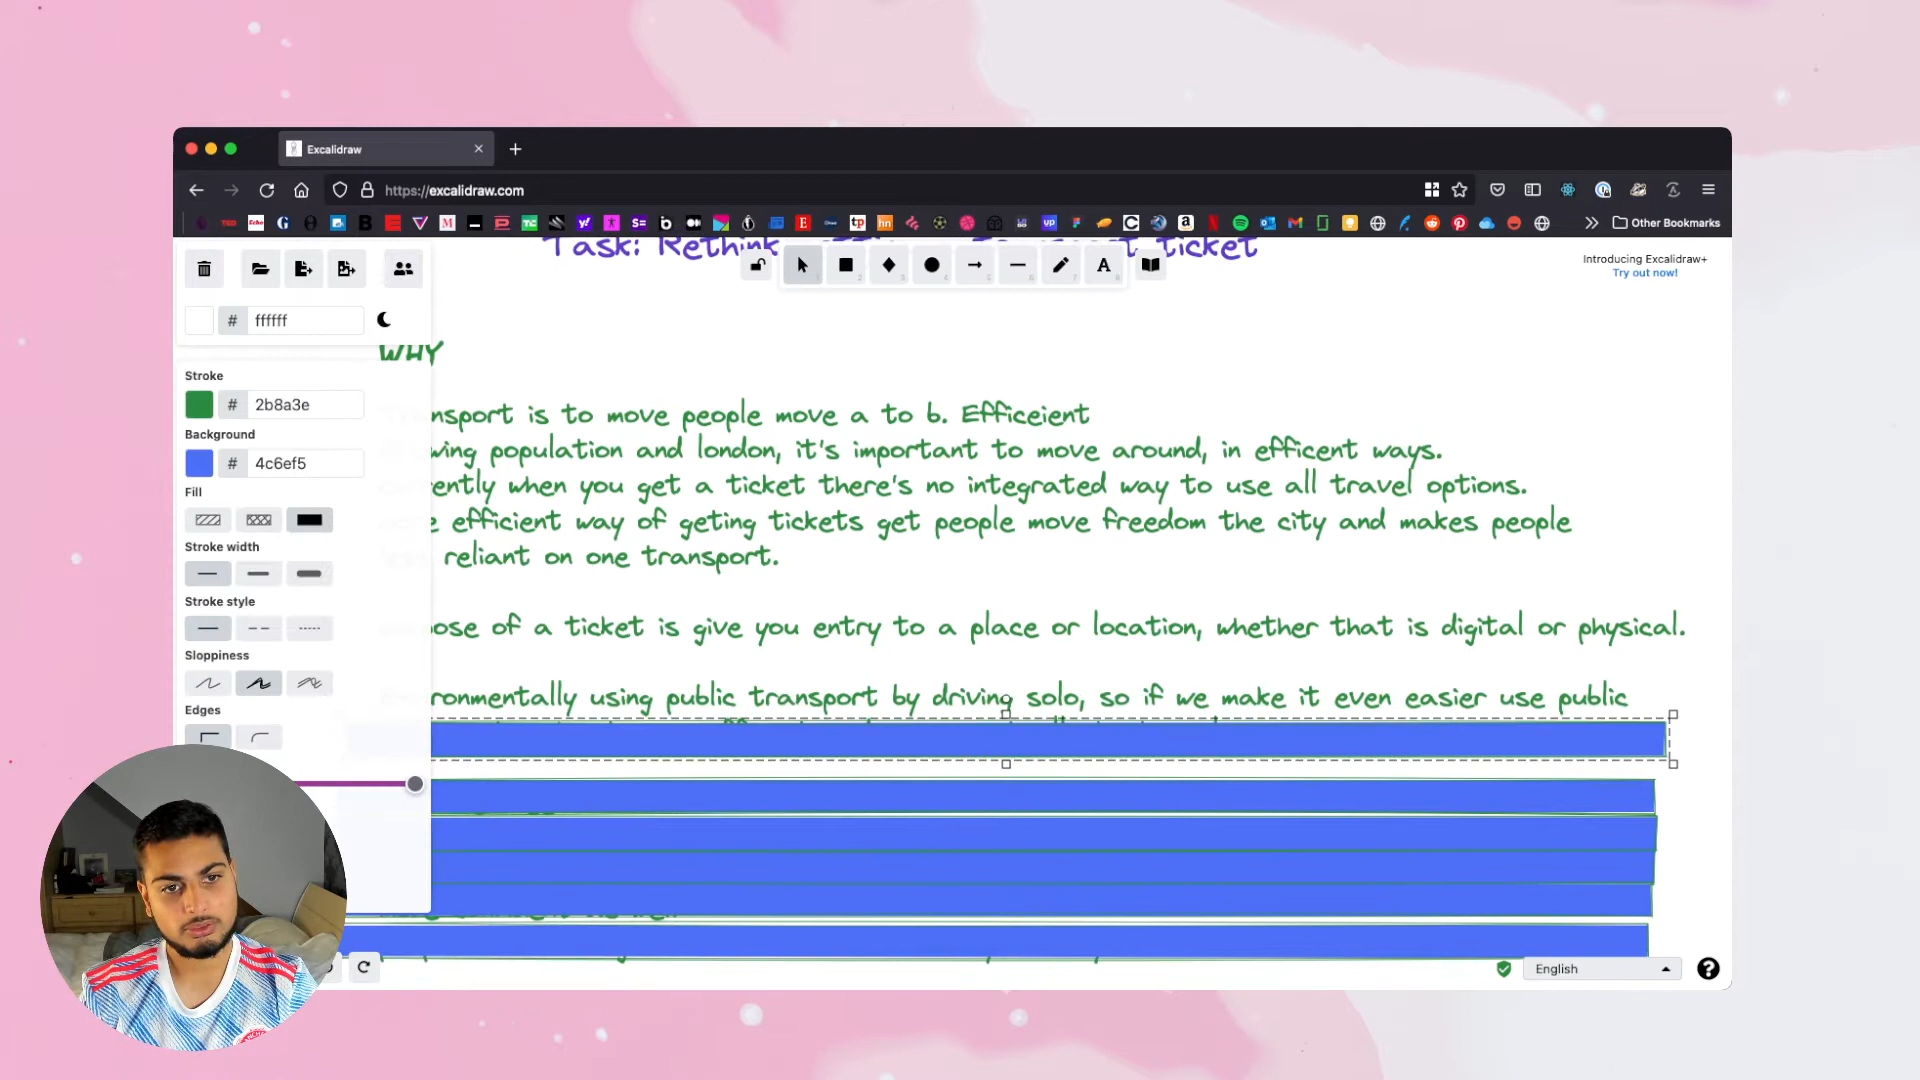 Excalidraw
https://excalidraw.com
Other Bookmarks
Task: Rethink ticket
Introducing Excalidraw+
Try out now!
# ffffff
WHY
Stroke
# 2b8a3e
Background
# 4c6ef5
Fill
Stroke width
Stroke style
Sloppiness
Edges
nsport is to move people move a to b. Efficeient
wing population and london, it's important to move around, in efficent ways.
ently when you get a ticket there's no integrated way to use all travel options.
e efficient way of geting tickets get people move freedom the city and makes people
reliant on one transport.
ose of a ticket is give you entry to a place or location, whether that is digital or physical.
ronmentally using public transport by driving solo, so if we make it even easier use public
English